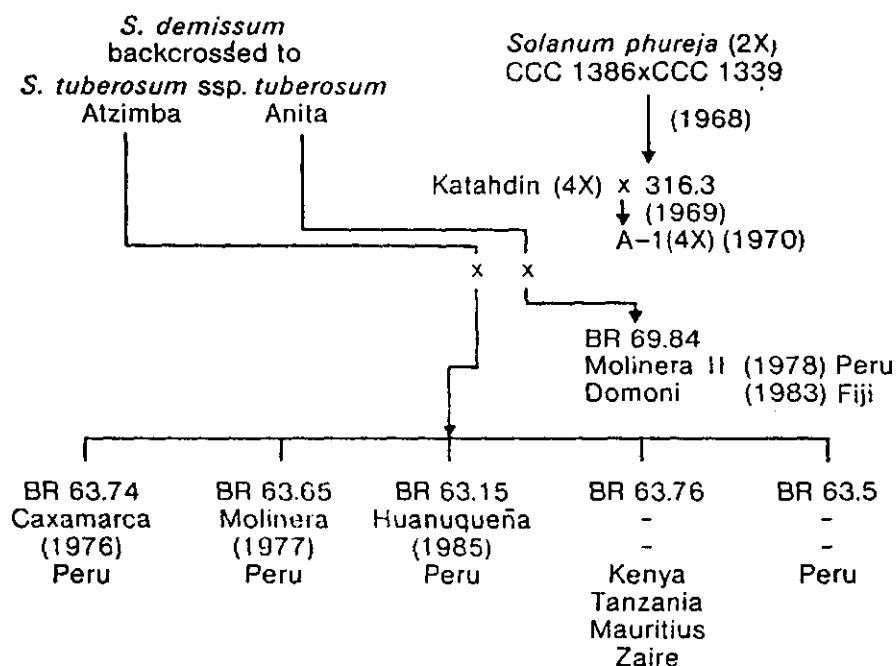 S. demissum
backcrossed to
S. tuberosum ssp. tuberosum
Atzimba Anita
Solanum phureja (2X)
CCC 1386xCCC 1339
(1968)
Katahdin (4X) x 316.3
(1969)
A-1(4X) (1970)
x x
BR 69.84
Molinera II (1978) Peru
Domoni (1983) Fiji
BR 63.74 BR 63.65 BR 63.15 BR 63.76 BR 63.5
Caxamarca Molinera Huanuqueña - -
(1976) (1977) (1985) - -
Peru Peru Peru Kenya Peru
Tanzania
Mauritius
Zaire